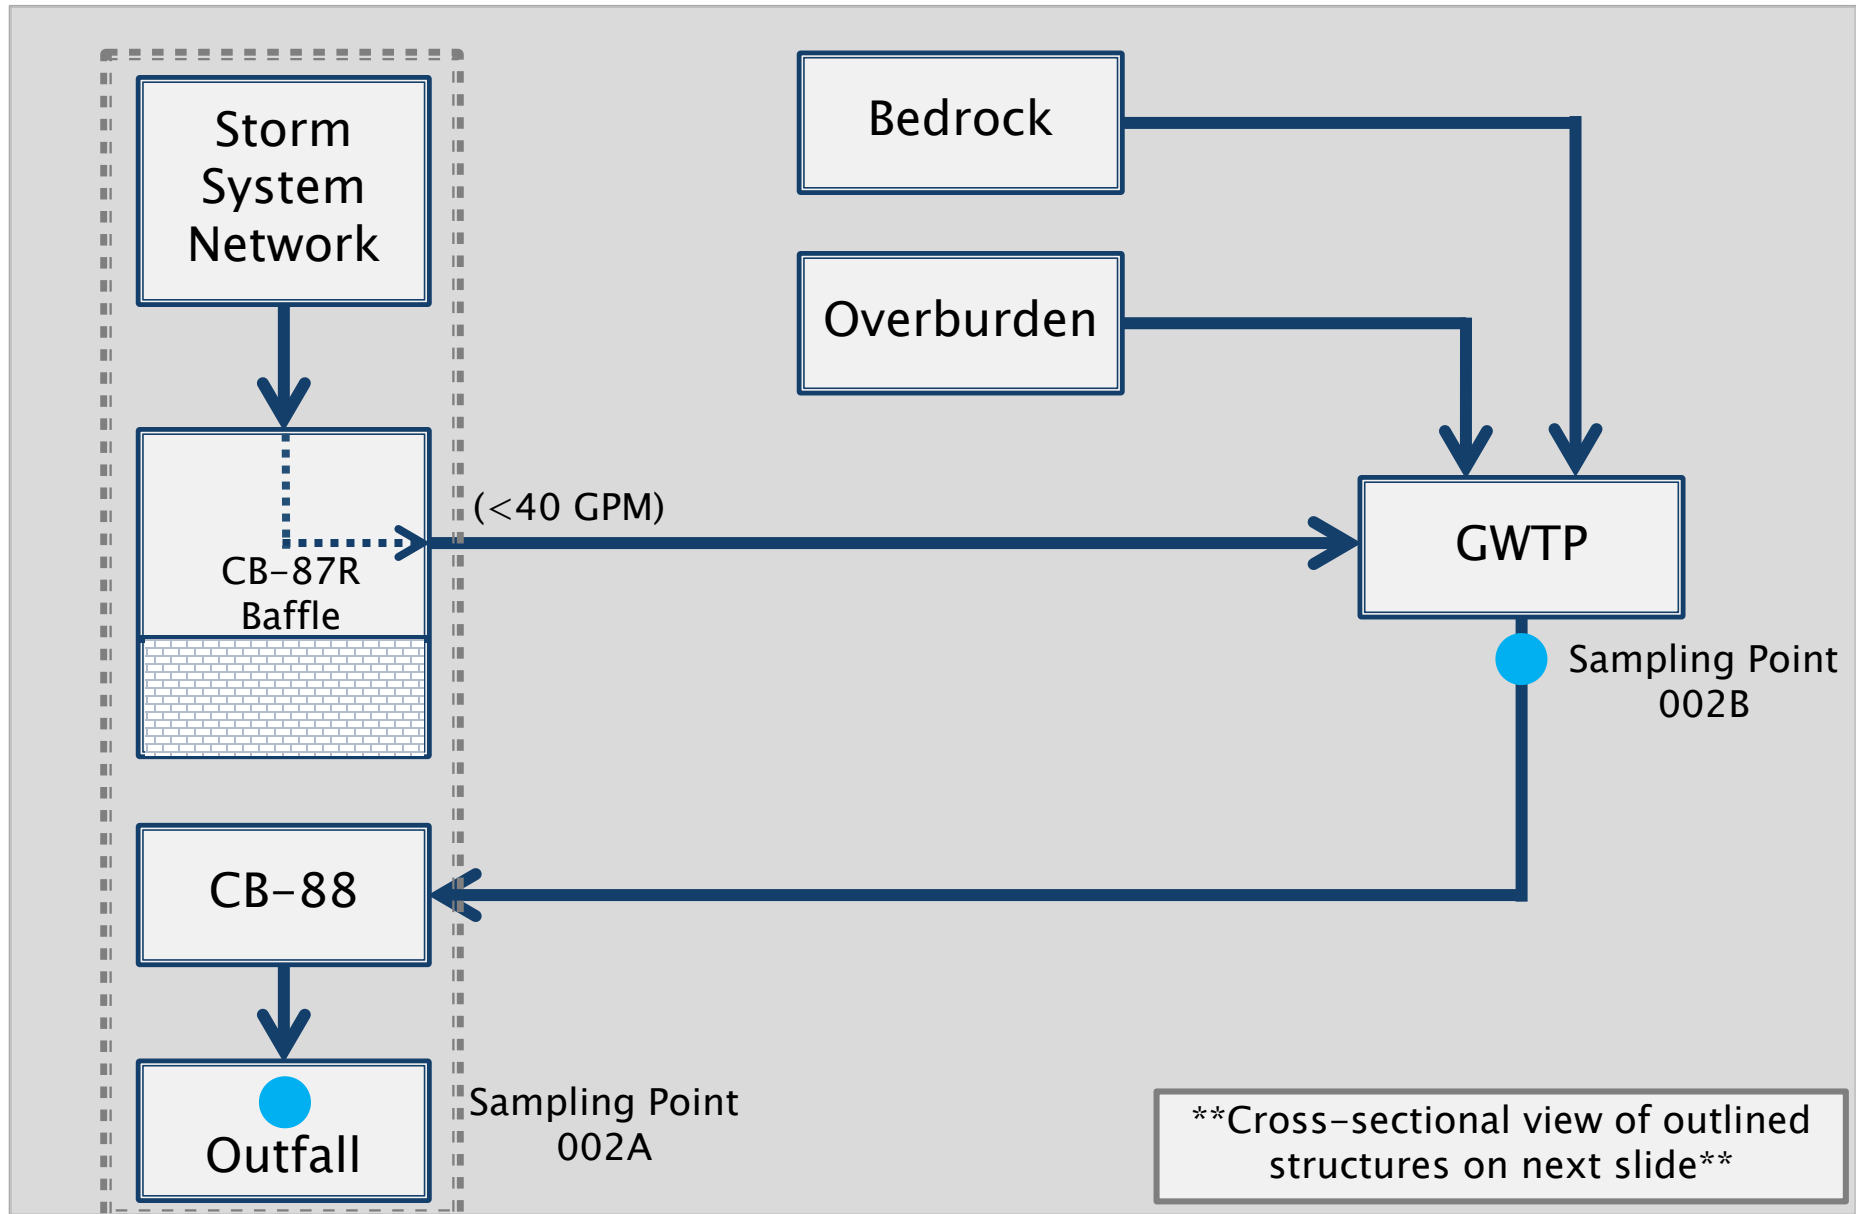 Storm
System
Network
Bedrock
Overburden
(<40 GPM)
CB-87R
Baffle
GWTP
Sampling Point
002B
CB-88
Outfall
Sampling Point
002A
**Cross-sectional view of outlined
structures on next slide**